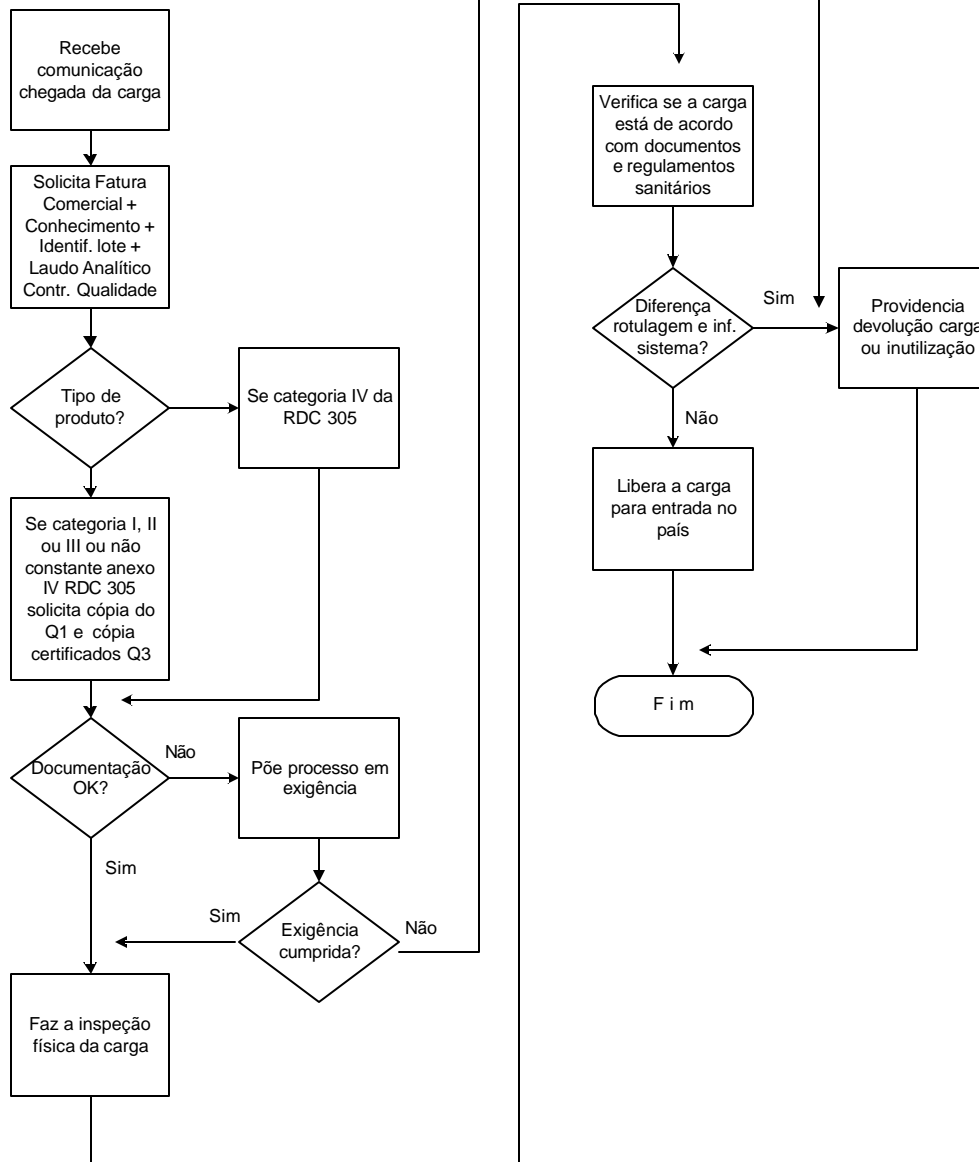 Recebe
comunicação
chegada da carga
Solicita Fatura
Comercial +
Conhecimento +
Identif. lote +
Laudo Analítico
Contr. Qualidade
Tipo de
produto?
Se categoria IV da
RDC 305
Se categoria I, II
ou III ou não
constante anexo
IV RDC 305
solicita cópia do
Q1 e cópia
certificados Q3
Documentação
OK?
Não
Põe processo em
exigência
Sim
Exigência
cumprida?
Sim
Não
Faz a inspeção
física da carga
Verifica se a carga
está de acordo
com documentos
e regulamentos
sanitários
Diferença
rotulagem e inf.
sistema?
Sim
Providencia
devolução carga
ou inutilização
Não
Libera a carga
para entrada no
país
F i m